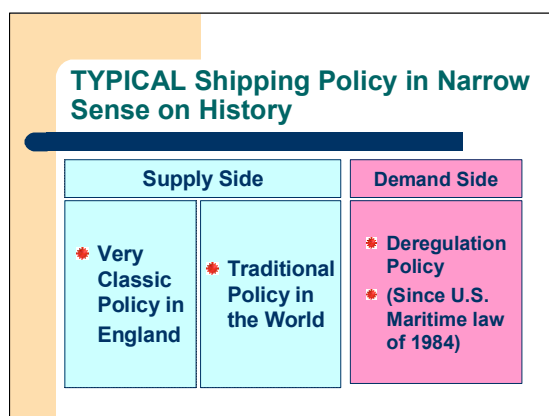 TYPICAL Shipping Policy in Narrow
Sense on History
Supply Side
Demand Side
Very
Classic
Policy in
England
Traditional
Policy in
the World
Deregulation
Policy
(Since U.S.
Maritime law
of 1984)